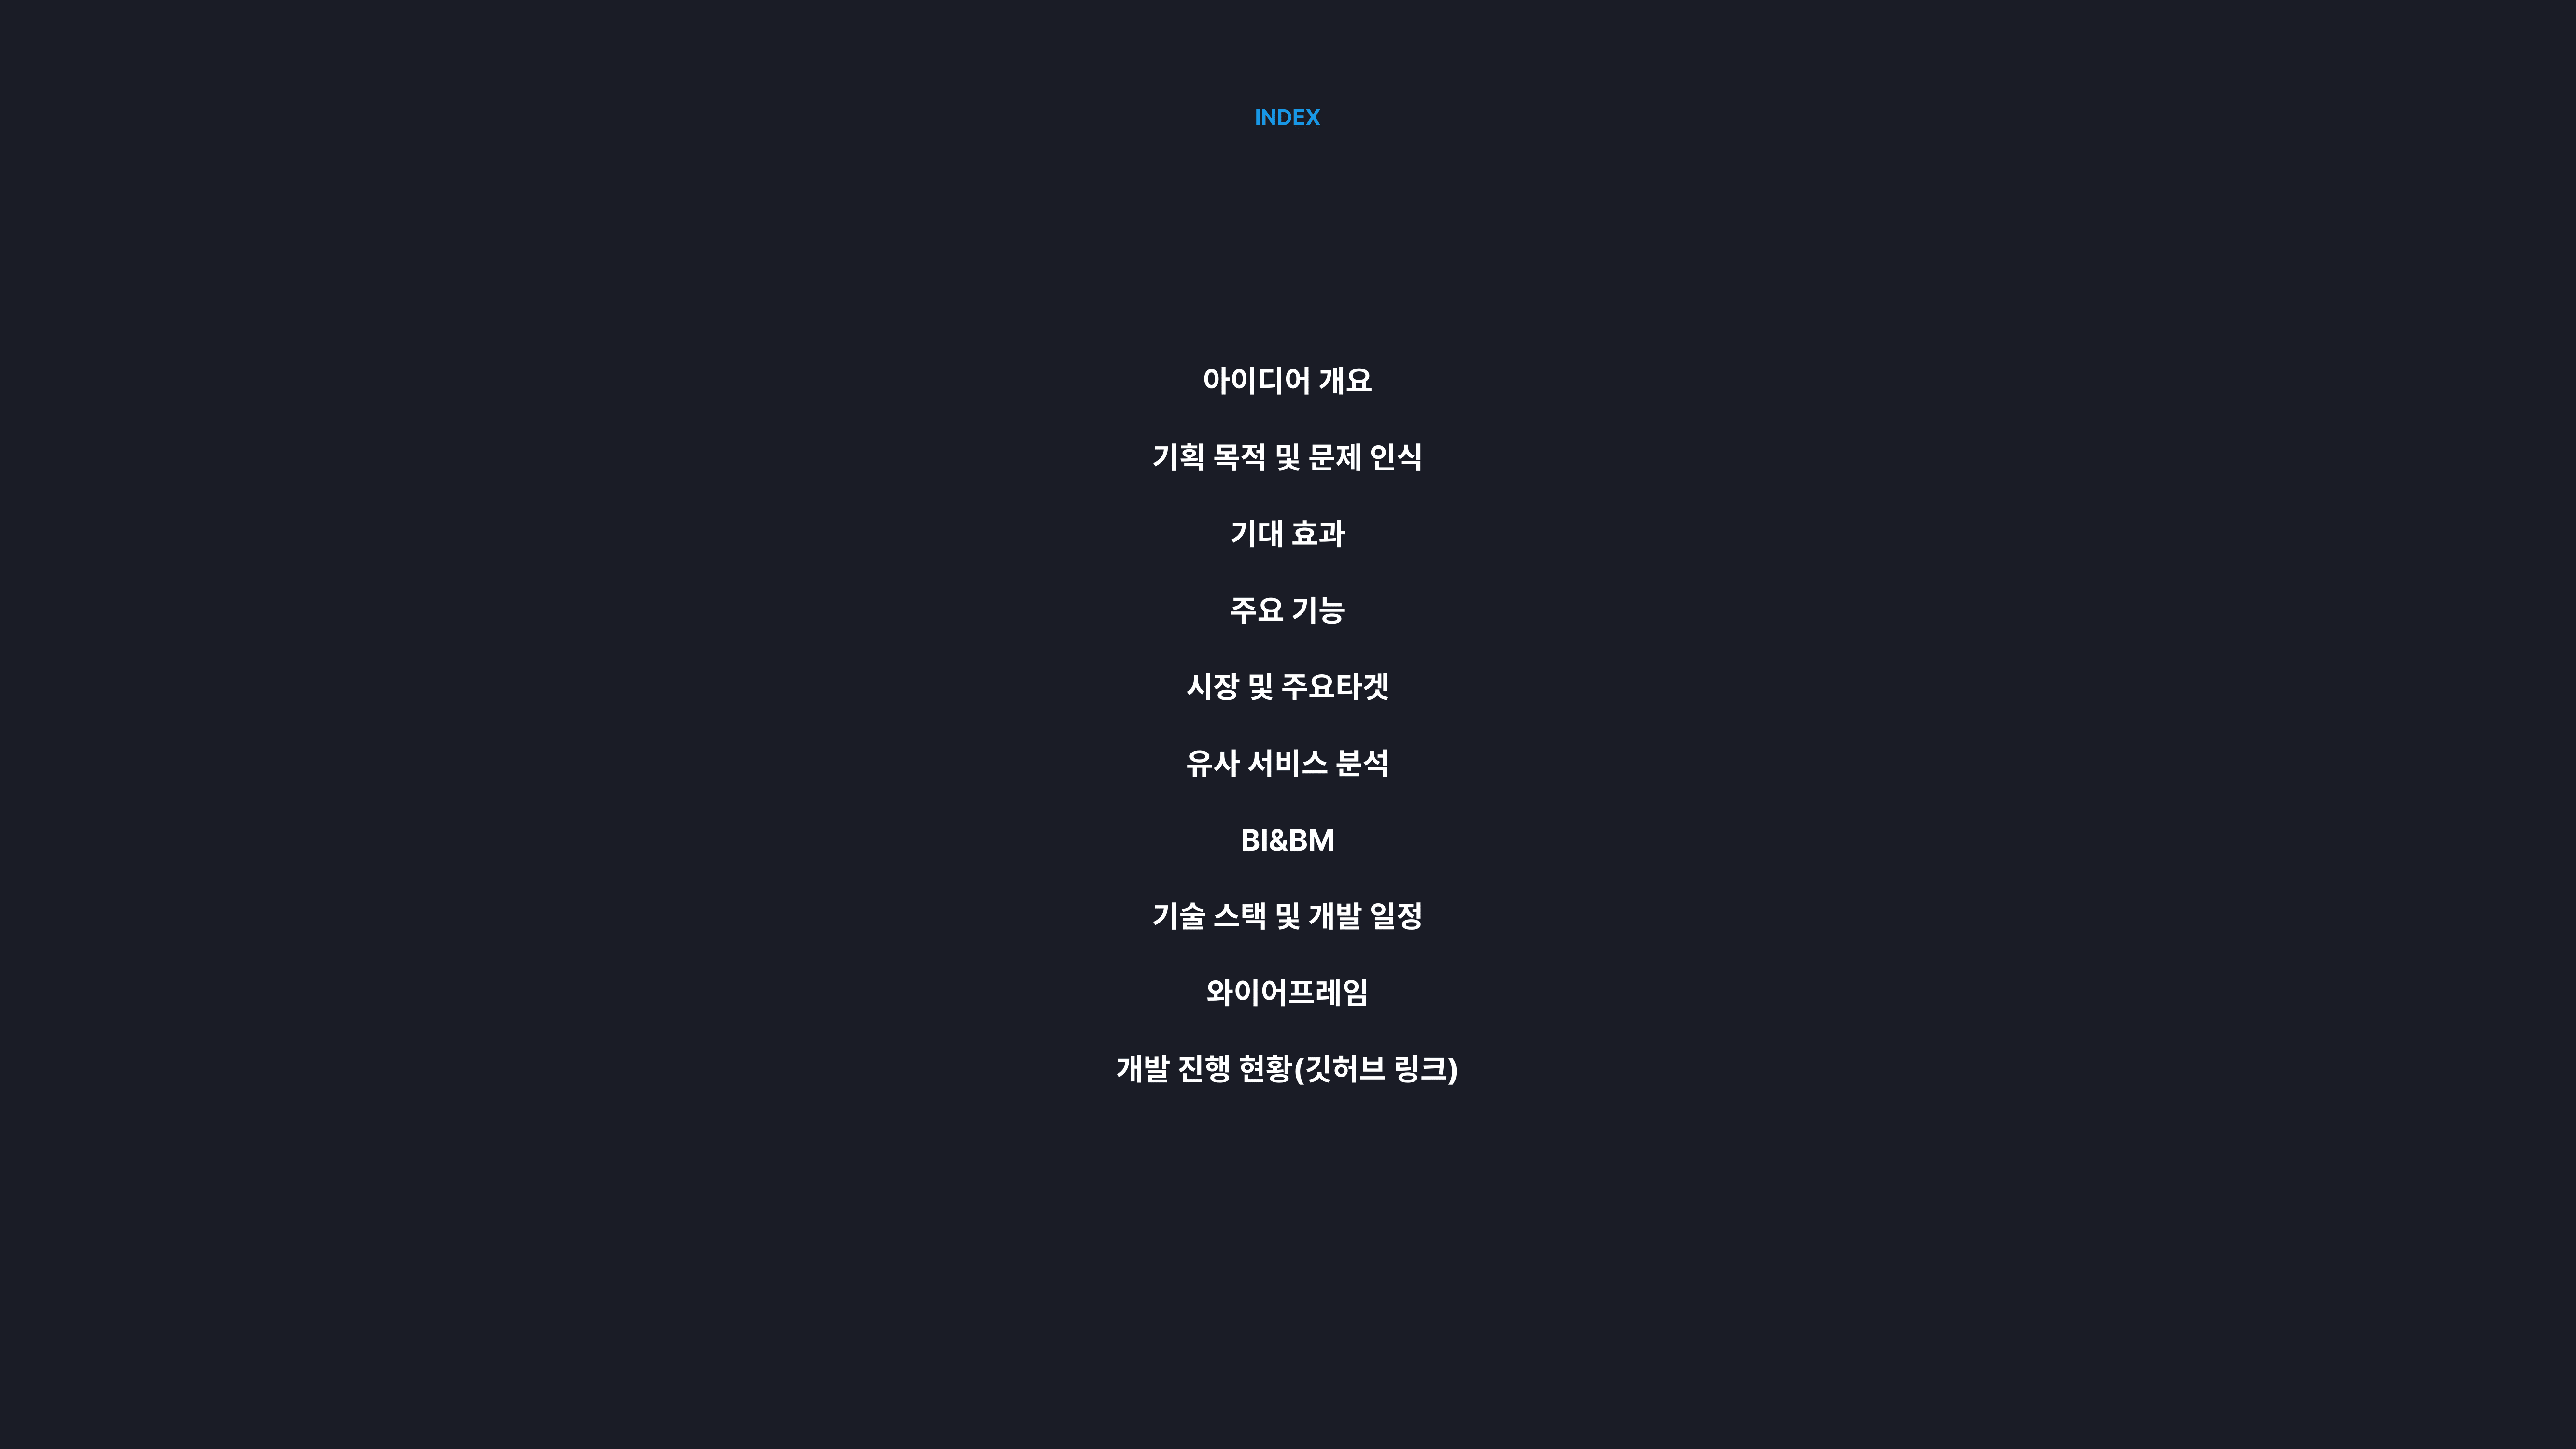 INDEX
아이디어 개요
기획 목적 및 문제 인식
기대 효과
주요 기능
시장 및 주요타겟
유사 서비스 분석
BI&BM
기술 스택 및 개발 일정
와이어프레임
개발 진행 현황(깃허브 링크)